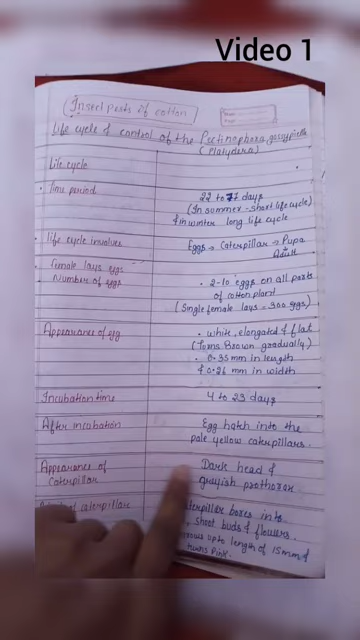 Video 1
Insect pests of cotton
Life cycle & control of the Pectinophora gossypiella
(Platyedra)
Life cycle
• Time period
22 to 77 days
(In summer - short life cycle)
& in winter long life cycle
• Life cycle involves
Eggs → Caterpillar → Pupa
Adult
• Female lays eggs
Number of eggs
• 2-10 eggs on all parts
of cotton plant
(Single female lays - 300 eggs)
Appearance of egg
• white, elongated & flat
(Turns Brown gradually)
• 0.35 mm in length
& 0.26 mm in width
Incubation time
4 to 23 days
After incubation
Egg hatch into the
pale yellow caterpillars.
Appearance of
caterpillar
Dark head &
greyish prothorax
caterpillar
bores into
shoot buds & flowers.
upto length of 15mm &
turns Pink.